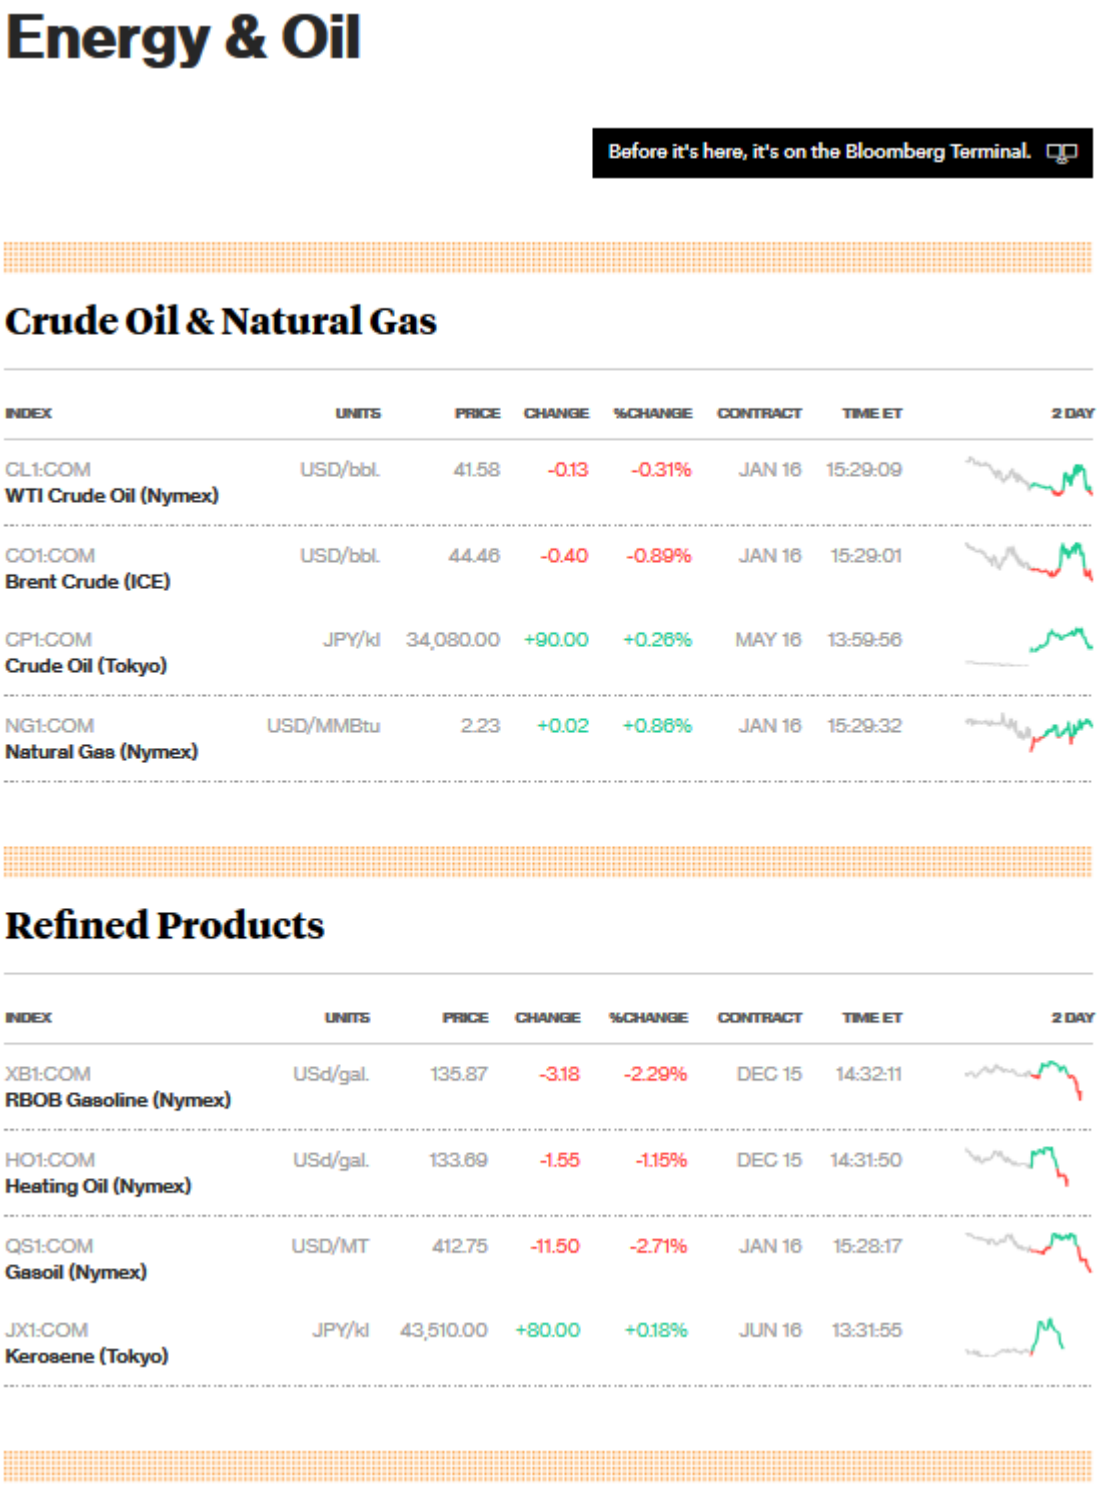 Energy & Oil
Before it's here, it's on the Bloomberg Terminal.
Crude Oil & Natural Gas
INDEX UNITS PRICE CHANGE %CHANGE CONTRACT TIME ET 2 DAY
CL1:COM USD/bbl. 41.58 -0.13 -0.31% JAN 16 15:29:09
WTI Crude Oil (Nymex)
CO1:COM USD/bbl. 44.46 -0.40 -0.89% JAN 16 15:29:01
Brent Crude (ICE)
CP1:COM JPY/kl 34,080.00 +90.00 +0.26% MAY 16 13:59:56
Crude Oil (Tokyo)
NG1:COM USD/MMBtu 2.23 +0.02 +0.86% JAN 16 15:29:32
Natural Gas (Nymex)
Refined Products
INDEX UNITS PRICE CHANGE %CHANGE CONTRACT TIME ET 2 DAY
XB1:COM USd/gal. 135.87 -3.18 -2.29% DEC 15 14:32:11
RBOB Gasoline (Nymex)
HO1:COM USd/gal. 133.69 -1.55 -1.15% DEC 15 14:31:50
Heating Oil (Nymex)
QS1:COM USD/MT 412.75 -11.50 -2.71% JAN 16 15:28:17
Gasoil (Nymex)
JX1:COM JPY/kl 43,510.00 +80.00 +0.18% JUN 16 13:31:55
Kerosene (Tokyo)